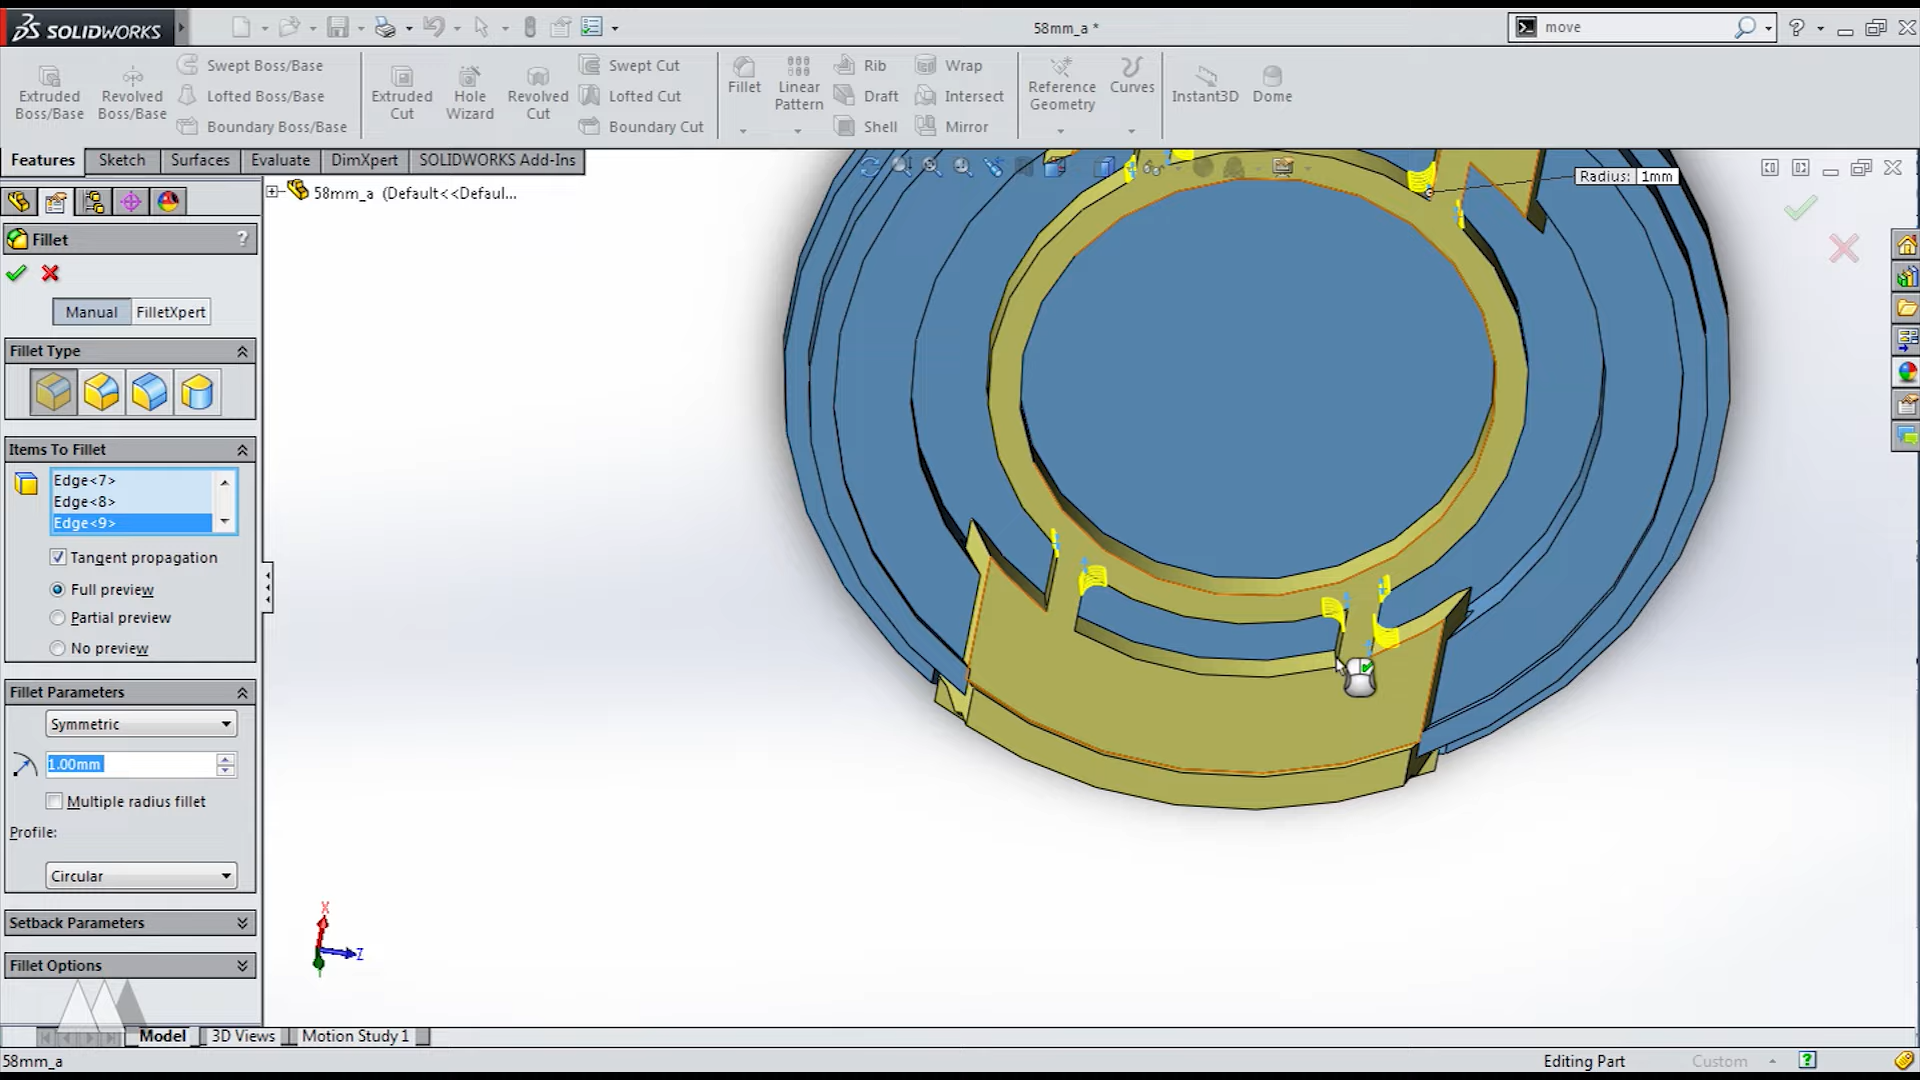 SOLIDWORKS
58mm_a *
move
Extruded Boss/Base
Revolved Boss/Base
Swept Boss/Base
Lofted Boss/Base
Boundary Boss/Base
Extruded Cut
Hole Wizard
Revolved Cut
Swept Cut
Lofted Cut
Boundary Cut
Fillet
Linear Pattern
Rib
Draft
Shell
Wrap
Intersect
Mirror
Reference Geometry
Curves
Instant3D
Dome
Features
Sketch
Surfaces
Evaluate
DimXpert
SOLIDWORKS Add-Ins
58mm_a (Default<<Defaul...
Radius: 1mm
Fillet
?
Manual
FilletXpert
Fillet Type
Items To Fillet
Edge<7>
Edge<8>
Edge<9>
Tangent propagation
Full preview
Partial preview
No preview
Fillet Parameters
Symmetric
1.00mm
Multiple radius fillet
Profile:
Circular
Setback Parameters
Fillet Options
X
Z
Model
3D Views
Motion Study 1
58mm_a
Editing Part
Custom